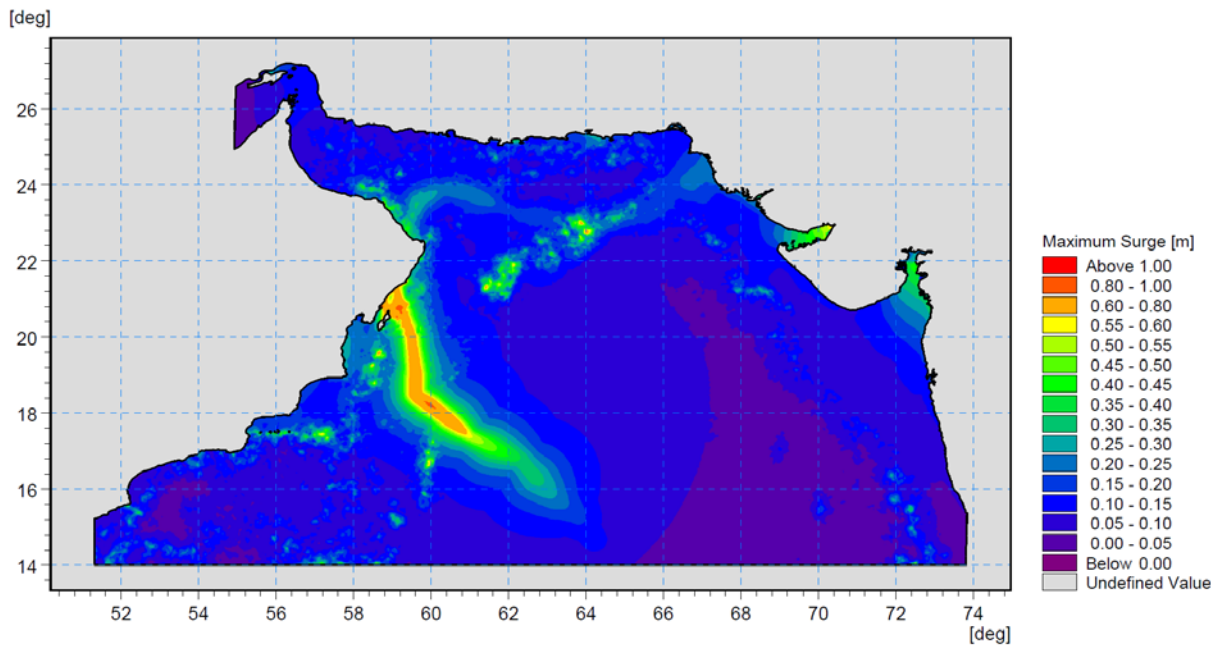 [deg]
26
24
22
20
18
16
14
52 54 56 58 60 62 64 66 68 70 72 74
[deg]
Maximum Surge [m]
Above 1.00
0.80 - 1.00
0.60 - 0.80
0.55 - 0.60
0.50 - 0.55
0.45 - 0.50
0.40 - 0.45
0.35 - 0.40
0.30 - 0.35
0.25 - 0.30
0.20 - 0.25
0.15 - 0.20
0.10 - 0.15
0.05 - 0.10
0.00 - 0.05
Below 0.00
Undefined Value